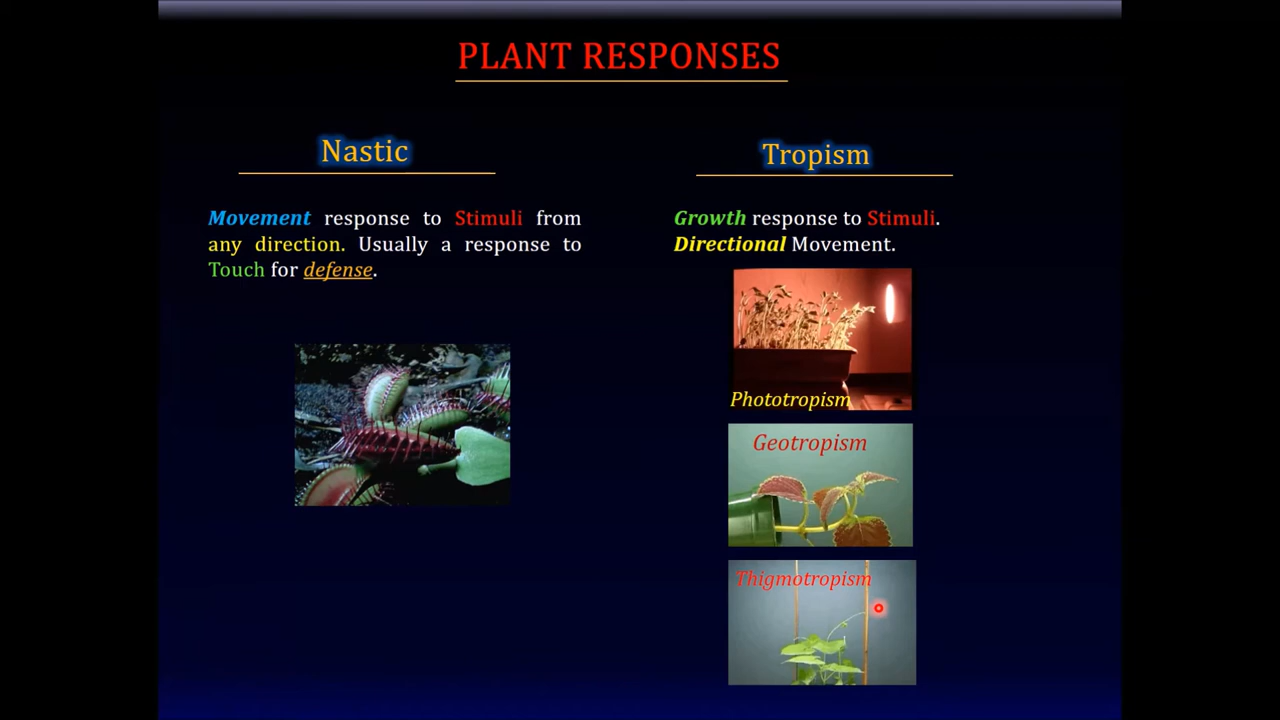 PLANT RESPONSES
Nastic
Movement response to Stimuli from
any direction. Usually a response to
Touch for defense.
Tropism
Growth response to Stimuli.
Directional Movement.
Phototropism
Geotropism
Thigmotropism